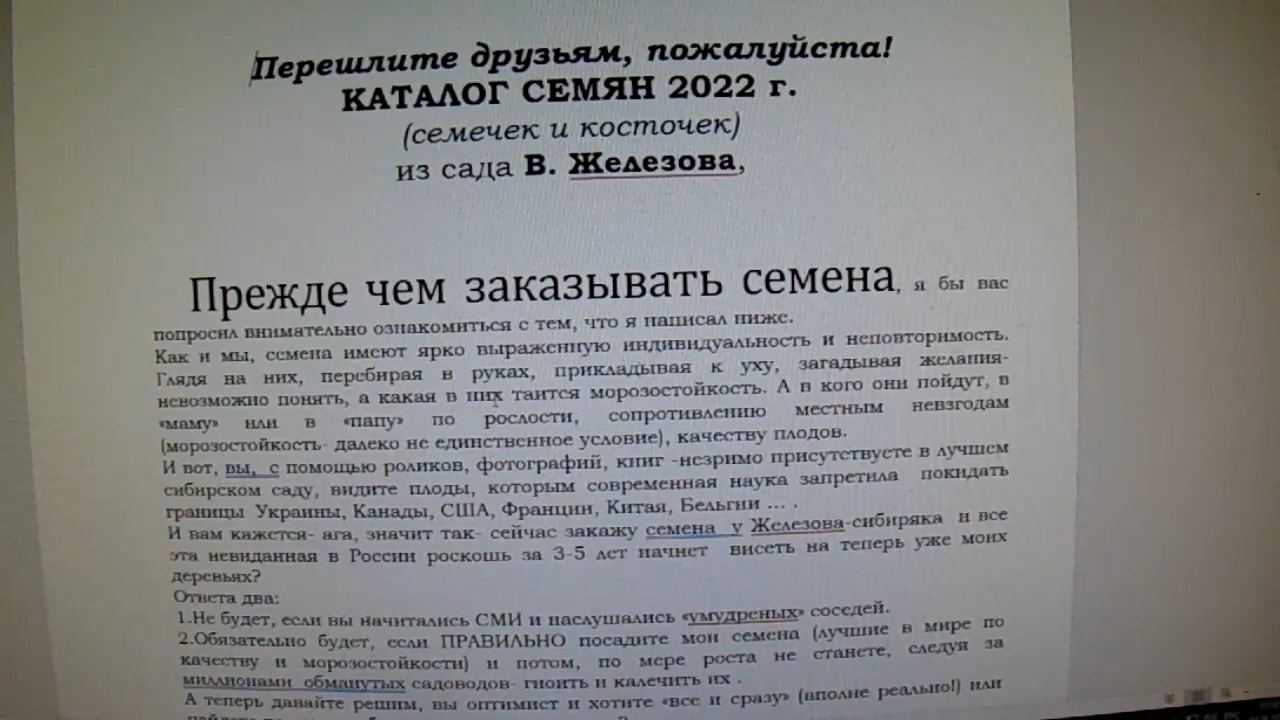 Перешлите друзьям, пожалуйста!
КАТАЛОГ СЕМЯН 2022 г.
(семечек и косточек)
из сада В. Железова,
Прежде чем заказывать семена, я бы вас
попросил внимательно ознакомиться с тем, что я написал ниже.
Как и мы, семена имеют ярко выраженную индивидуальность и неповторимость.
Глядя на них, перебирая в руках, прикладывая к уху, загадывая желания-
невозможно понять, а какая в них таится морозостойкость. А в кого они пойдут, в
«маму» или в «папу» по рослости, сопротивлению местным невзгодам
(морозостойкость- далеко не единственное условие), качеству плодов.
И вот, вы, с помощью роликов, фотографий, книг -незримо присутствуете в лучшем
сибирском саду, видите плоды, которым современная наука запретила покидать
границы Украины, Канады, США, Франции, Китая, Бельгии ... .
И вам кажется- ага, значит так- сейчас закажу семена у Железова-сибиряка и все
эта невиданная в России роскошь за 3-5 лет начнет висеть на теперь уже моих
деревьях?
Ответа два:
1.Не будет, если вы начитались СМИ и наслушались «умудреных» соседей.
2.Обязательно будет, если ПРАВИЛЬНО посадите мои семена (лучшие в мире по
качеству и морозостойкости) и потом, по мере роста не станете, следуя за
миллионами обманутых садоводов- гноить и калечить их .
А теперь давайте решим, вы оптимист и хотите «все и сразу» (вполне реально!) или